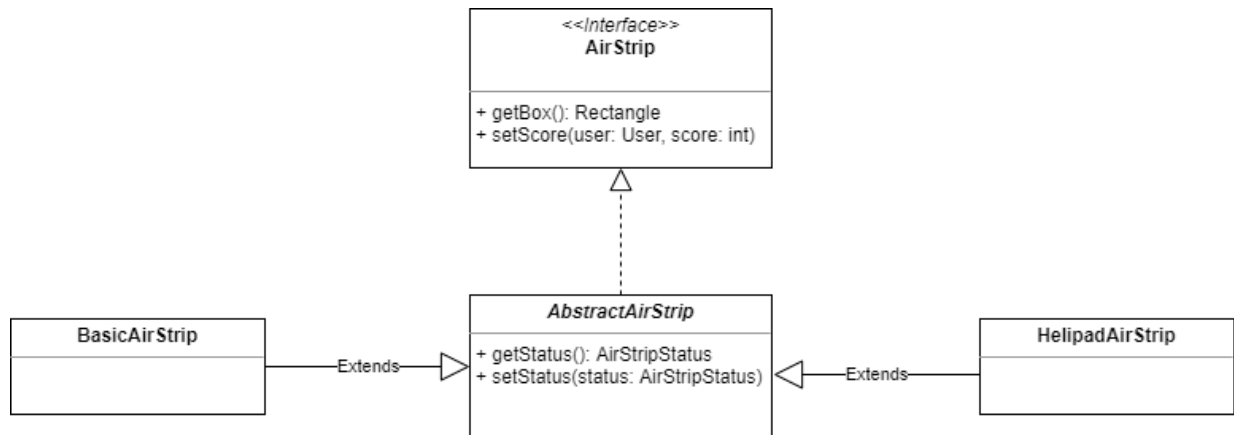 <<Interface>>
AirStrip
+ getBox(): Rectangle
+ setScore(user: User, score: int)
BasicAirStrip
Extends
AbstractAirStrip
+ getStatus(): AirStripStatus
+ setStatus(status: AirStripStatus)
Extends
HelipadAirStrip